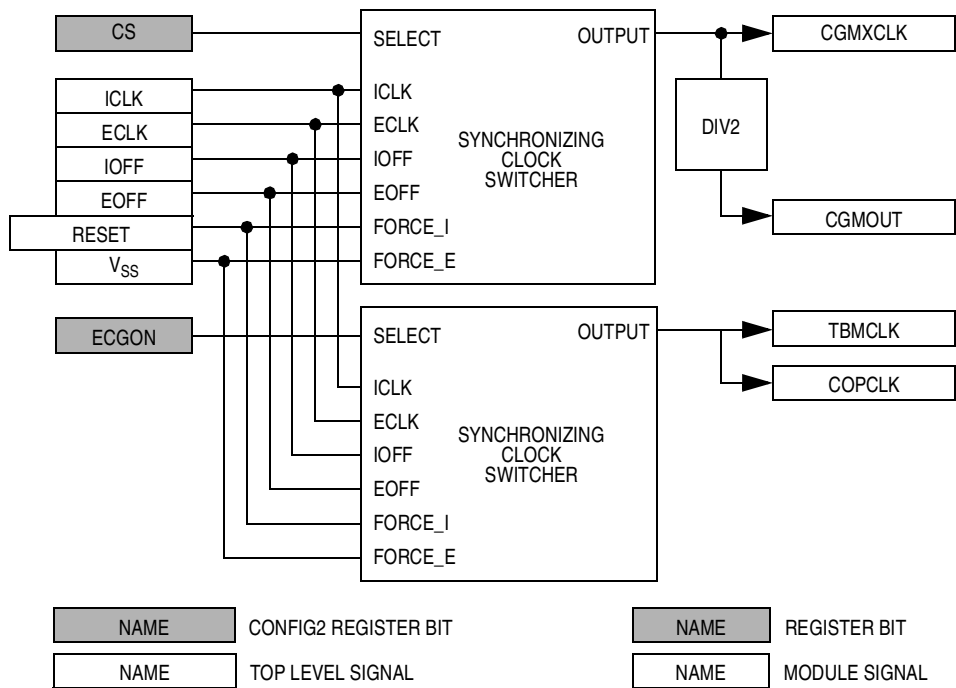 CS
SELECT
OUTPUT
CGMXCLK
ICLK
ECLK
IOFF
EOFF
RESET
VSS
ICLK
ECLK
IOFF
EOFF
FORCE_I
FORCE_E
SYNCHRONIZING
CLOCK
SWITCHER
DIV2
CGMOUT
ECGON
SELECT
OUTPUT
TBMCLK
COPCLK
ICLK
ECLK
IOFF
EOFF
FORCE_I
FORCE_E
SYNCHRONIZING
CLOCK
SWITCHER
NAME CONFIG2 REGISTER BIT
NAME REGISTER BIT
NAME TOP LEVEL SIGNAL
NAME MODULE SIGNAL